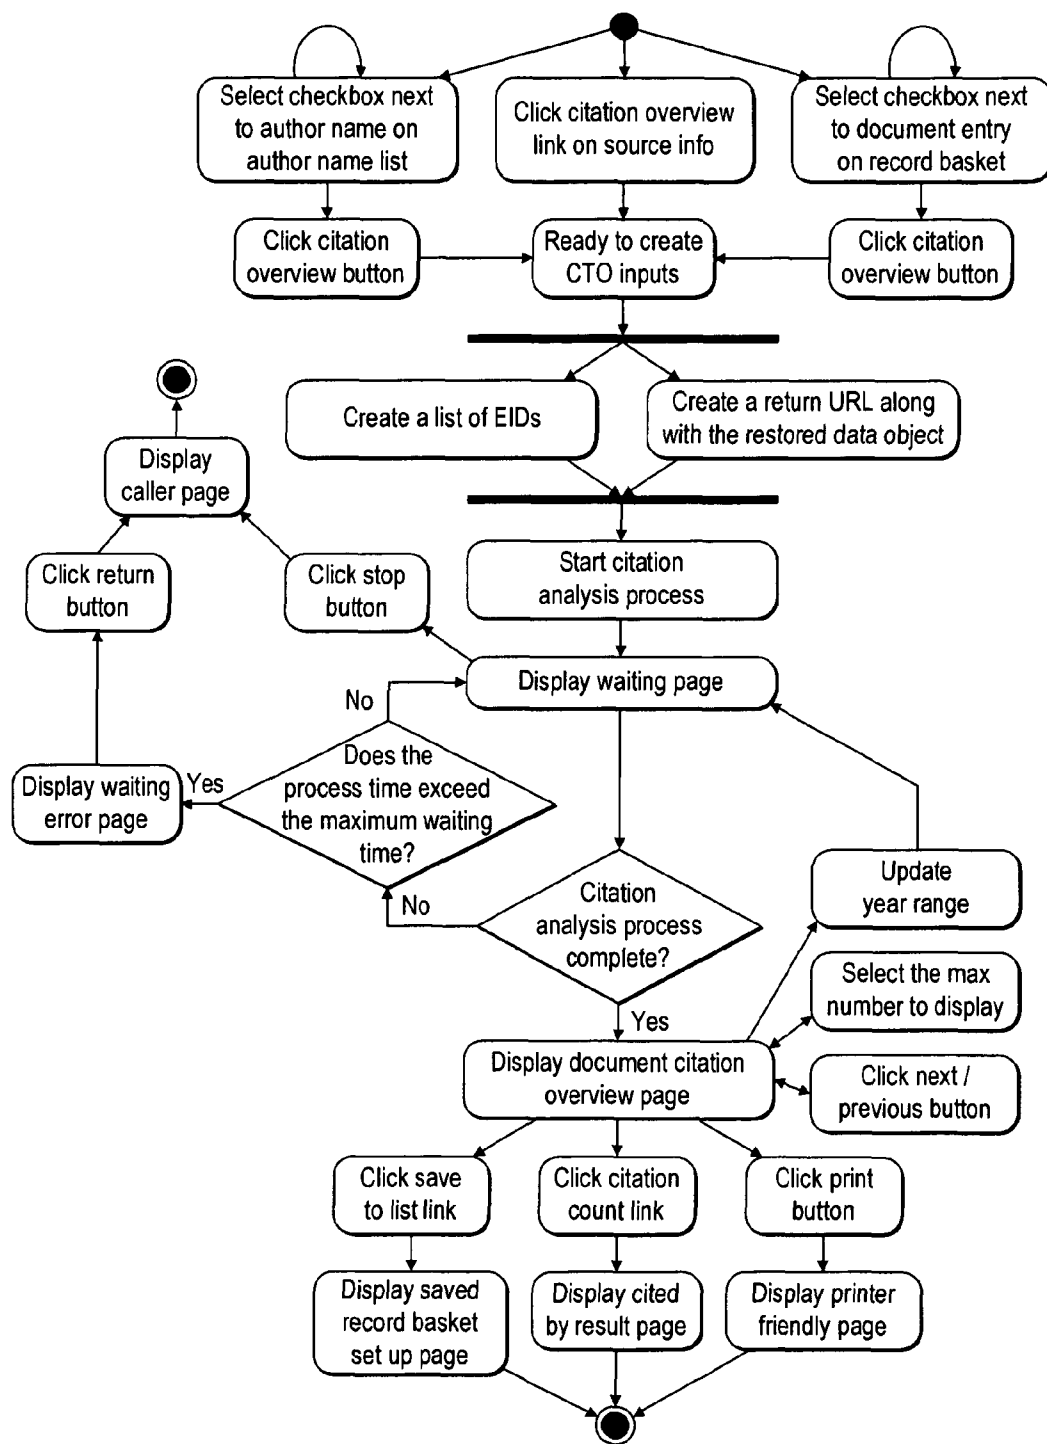 Select checkbox next
to author name on
author name list
Click citation overview
link on source info
Select checkbox next
to document entry
on record basket
Click citation
overview button
Ready to create
CTO inputs
Click citation
overview button
Create a list of EIDs
Create a return URL along
with the restored data object
Display
caller page
Click return
button
Click stop
button
Start citation
analysis process
Display waiting page
No
Does the
process time exceed
the maximum waiting
time?
Yes
Display waiting
error page
No
Citation
analysis process
complete?
Yes
Update
year range
Select the max
number to display
Click next /
previous button
Display document citation
overview page
Click save
to list link
Click citation
count link
Click print
button
Display saved
record basket
set up page
Display cited
by result page
Display printer
friendly page